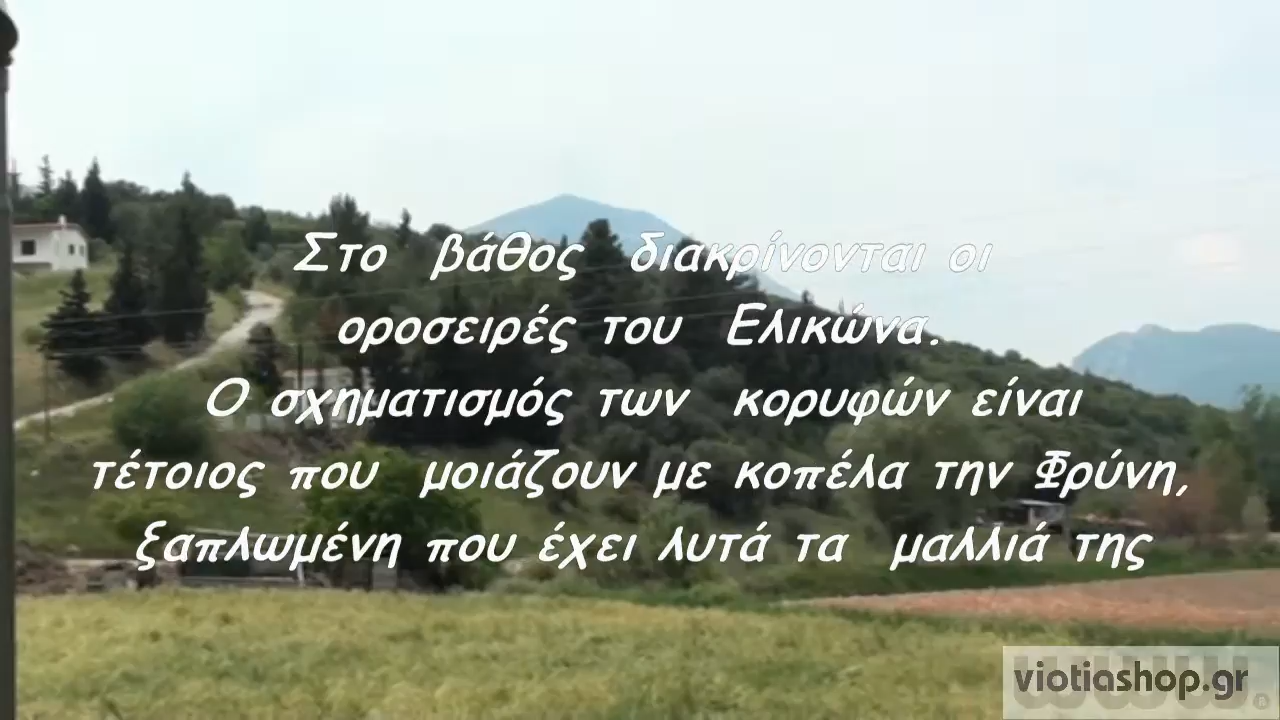 Στο βάθος διακρίνονται οι
οροσειρές του Ελικώνα.
Ο σχηματισμός των κορυφών είναι
τέτοιος που μοιάζουν με κοπέλα την Φρύνη,
ξαπλωμένη που έχει λυτά τα μαλλιά της
viotiashop.gr